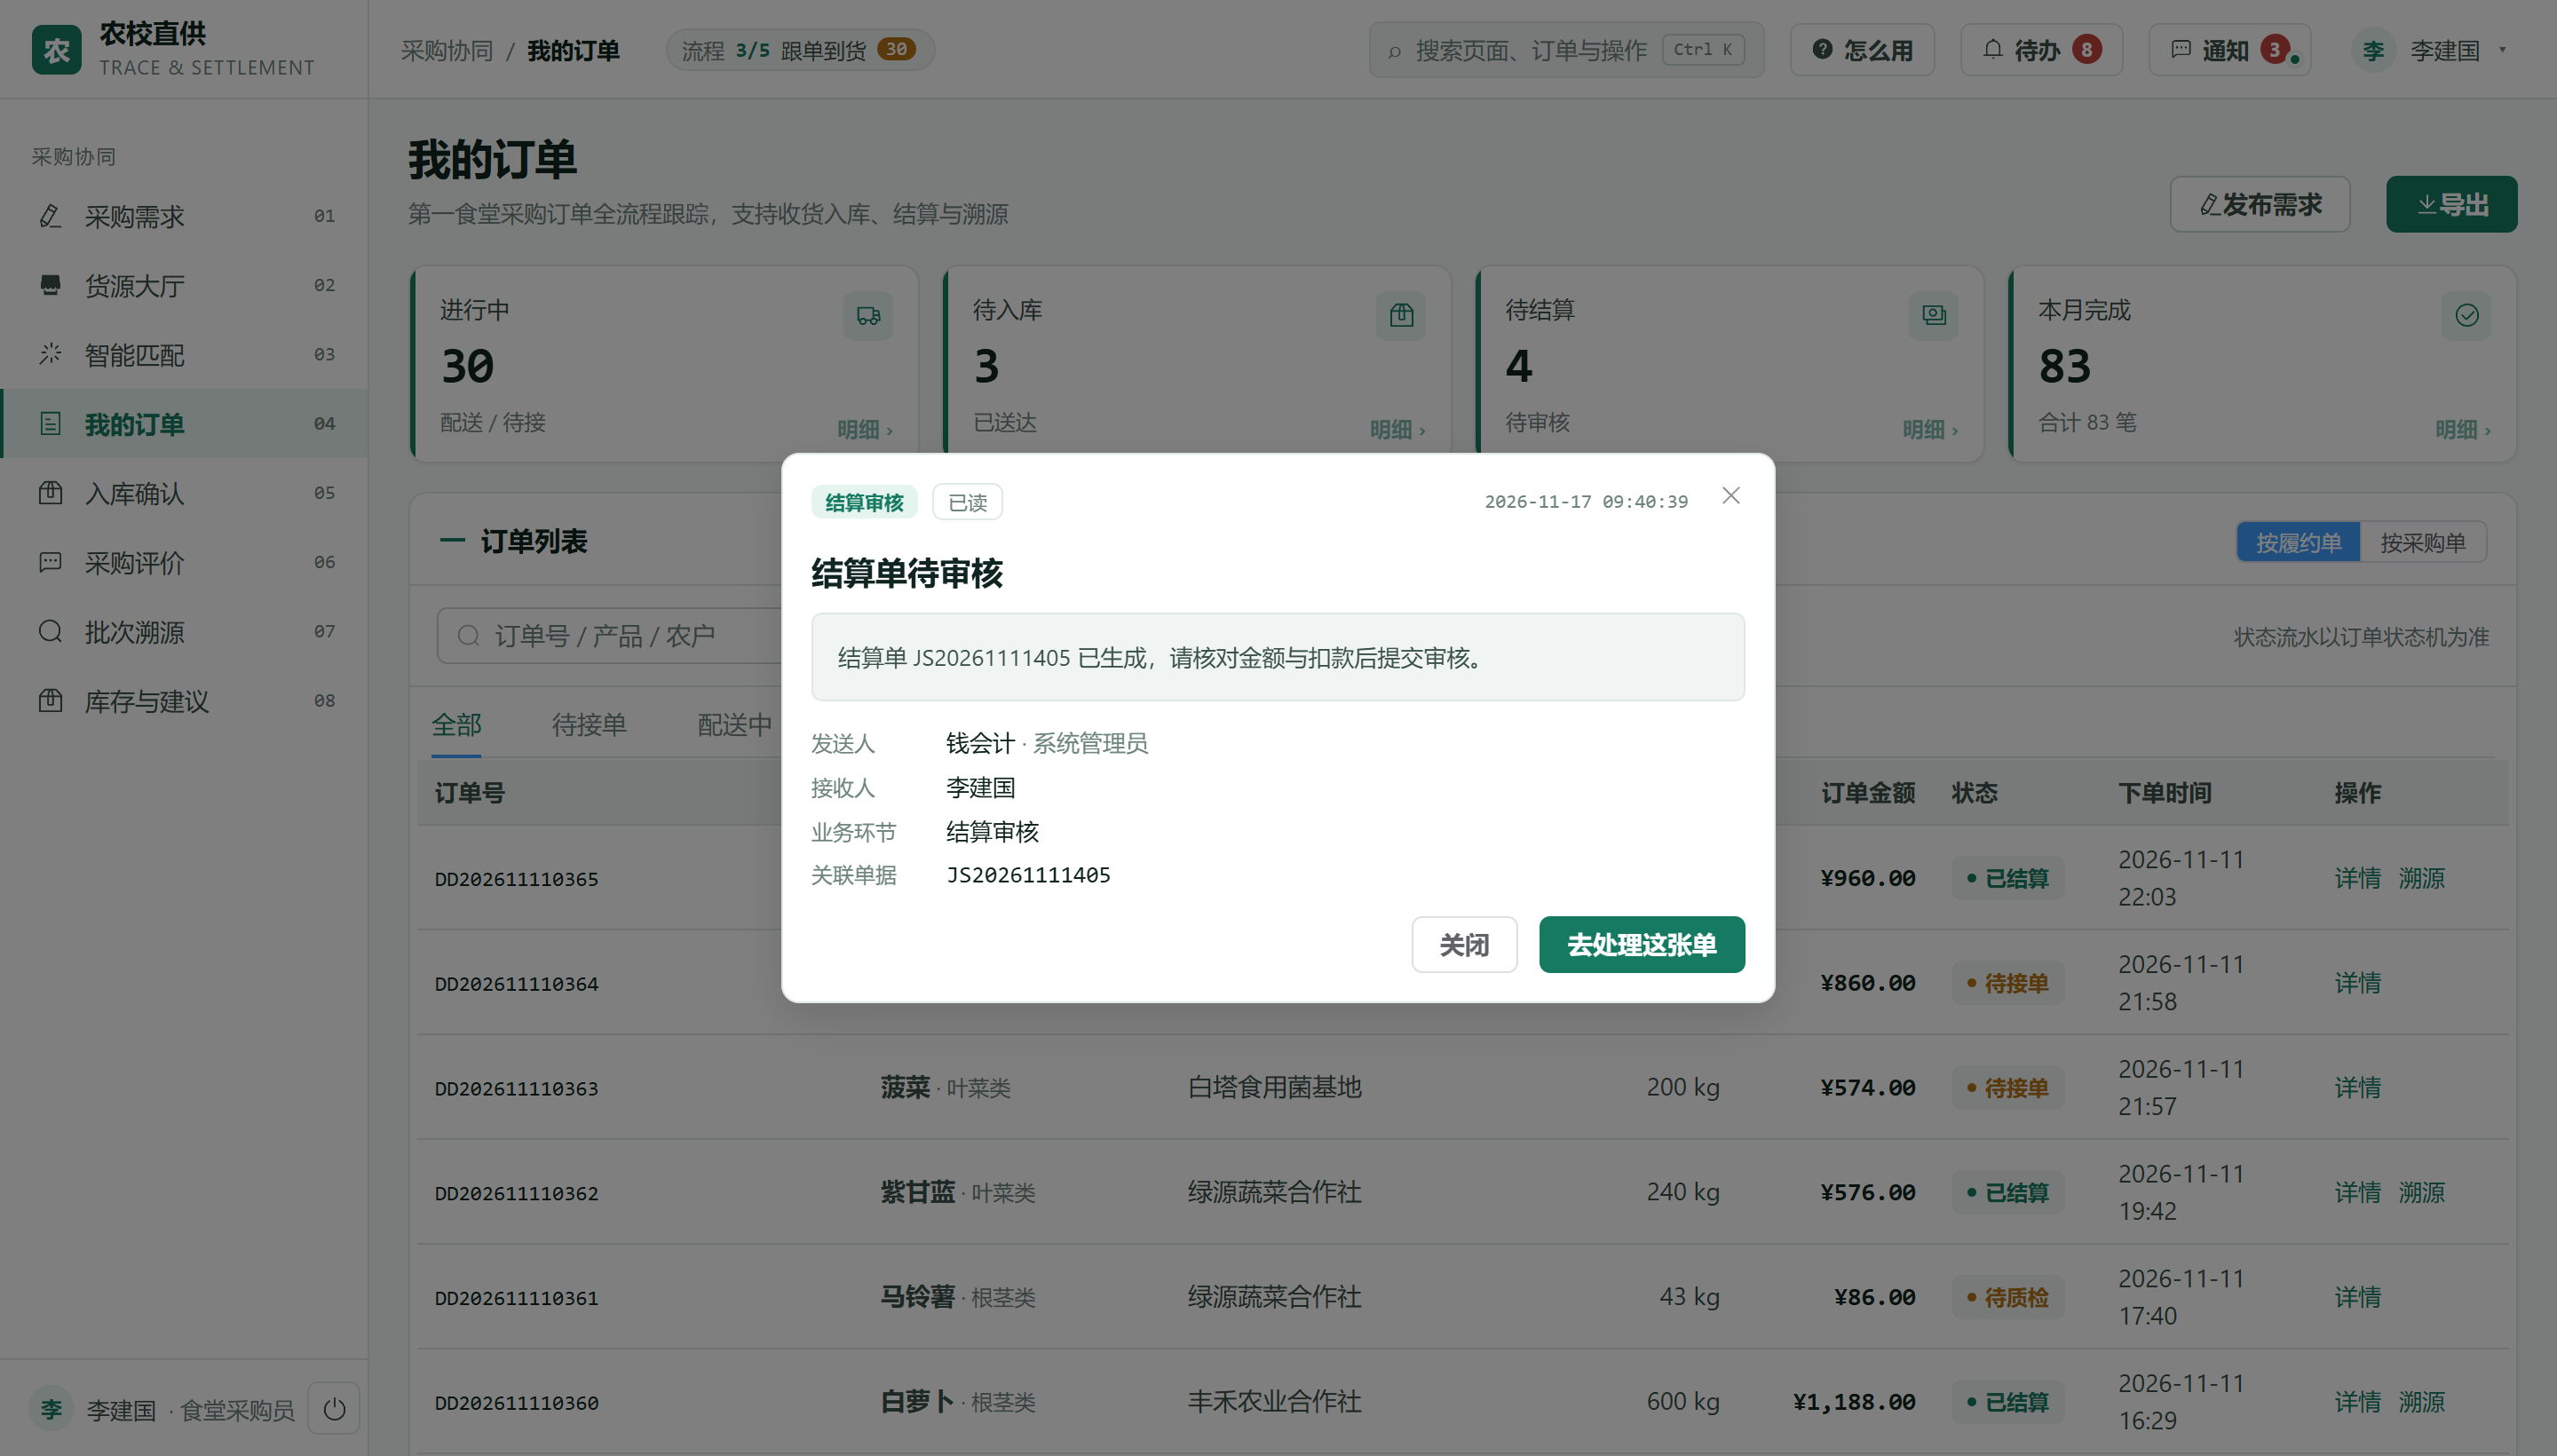 农
农校直供
TRACE & SETTLEMENT
采购协同 / 我的订单
流程 3/5 跟单到货 30
搜索页面、订单与操作 Ctrl K
怎么用
待办 8
通知 3
李 李建国
采购协同
采购需求 01
货源大厅 02
智能匹配 03
我的订单 04
入库确认 05
采购评价 06
批次溯源 07
库存与建议 08
李 李建国 · 食堂采购员
我的订单
第一食堂采购订单全流程跟踪，支持收货入库、结算与溯源
发布需求
导出
进行中
30
配送 / 待接
明细 ›
待入库
3
已送达
明细 ›
待结算
4
待审核
明细 ›
本月完成
83
合计 83 笔
明细 ›
订单列表
按履约单 按采购单
订单号 / 产品 / 农户
状态流水以订单状态机为准
全部 待接单 配送中
订单号 订单金额 状态 下单时间 操作
DD202611110365 ¥960.00 已结算 2026-11-11 22:03 详情 溯源
DD202611110364 ¥860.00 待接单 2026-11-11 21:58 详情
DD202611110363 菠菜 · 叶菜类 白塔食用菌基地 200 kg ¥574.00 待接单 2026-11-11 21:57 详情
DD202611110362 紫甘蓝 · 叶菜类 绿源蔬菜合作社 240 kg ¥576.00 已结算 2026-11-11 19:42 详情 溯源
DD202611110361 马铃薯 · 根茎类 绿源蔬菜合作社 43 kg ¥86.00 待质检 2026-11-11 17:40 详情
DD202611110360 白萝卜 · 根茎类 丰禾农业合作社 600 kg ¥1,188.00 已结算 2026-11-11 16:29 详情 溯源
结算审核 已读 2026-11-17 09:40:39
结算单待审核
结算单 JS20261111405 已生成，请核对金额与扣款后提交审核。
发送人 钱会计 · 系统管理员
接收人 李建国
业务环节 结算审核
关联单据 JS20261111405
关闭 去处理这张单